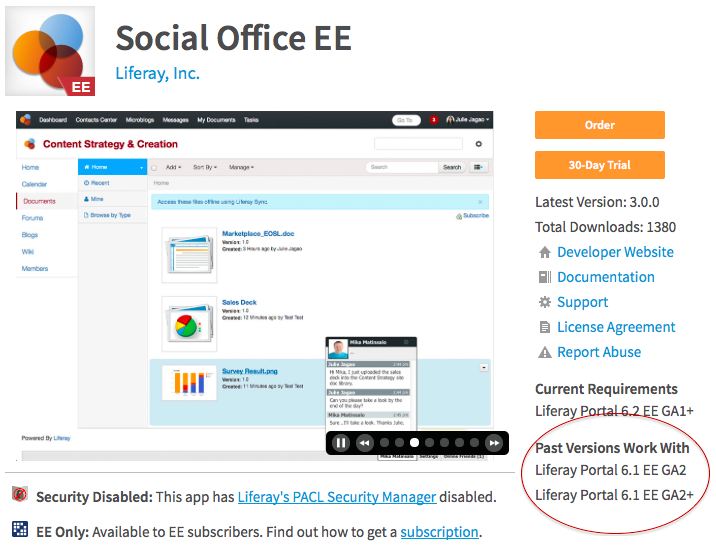 Social Office EE
Liferay, Inc.
EE
Dashboard Contacts Center Microblogs Messages My Documents Tasks Go To 3 Julie Jagao
Content Strategy & Creation
Home
Calendar
Documents
Forums
Blogs
Wiki
Members
Home
Recent
Mine
Browse by Type
Add Sort By Manage Search Search
Home
Access these files offline using Liferay Sync. ×
Subscribe
Marketplace_EOSL.doc
Version: 1.0
Created: 5 Hours ago by Julie Jagao.
Sales Deck
Version: 1.0
Created: 12 Minutes ago by Test Test
Survey Result.png
Version: 1.0
Created: 11 Minutes ago by Test Test
Mika Matinsaio
...
Julie Jagao
Hi Mika, I just uploaded the sales
deck into the Content Strategy site
doc library.
Julie Jagao
Can you please take a look by the
end of the day?
Mika Matinsaio
Sure...I'll take a look. Thanks Julie.
Powered By Liferay
Mika Matinsaio Settings Online Friends (1)
Order
30-Day Trial
Latest Version: 3.0.0
Total Downloads: 1380
Developer Website
Documentation
Support
License Agreement
Report Abuse
Current Requirements
Liferay Portal 6.2 EE GA1+
Past Versions Work With
Liferay Portal 6.1 EE GA2
Liferay Portal 6.1 EE GA2+
Security Disabled: This app has Liferay's PACL Security Manager disabled.
EE Only: Available to EE subscribers. Find out how to get a subscription.